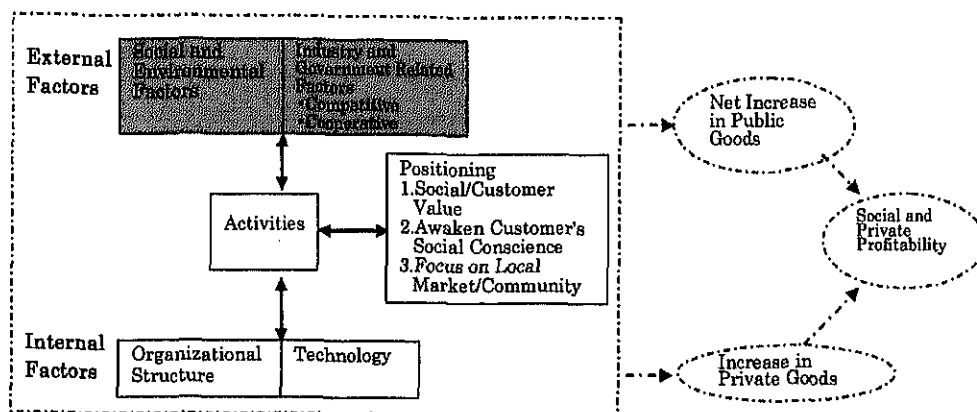 External
Factors
Social and
Environmental
Factors
Industry and
Government Related
Factors
•Competitive
•Cooperative
Activities
Positioning
1.Social/Customer
Value
2.Awaken Customer's
Social Conscience
3.Focus on Local
Market/Community
Internal
Factors
Organizational
Structure
Technology
Net Increase
in Public
Goods
Social and
Private
Profitability
Increase in
Private Goods